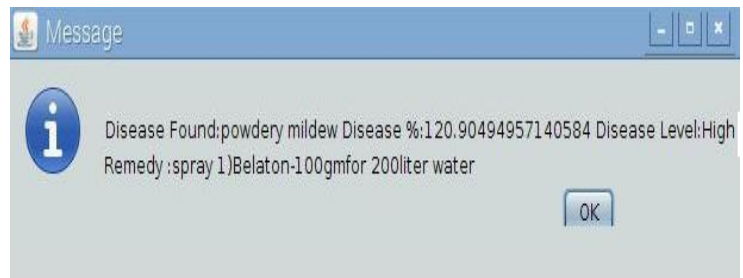 Message
Disease Found:powdery mildew Disease %:120.90494957140584 Disease Level:High
Remedy :spray 1)Belaton-100gmfor 200liter water
OK